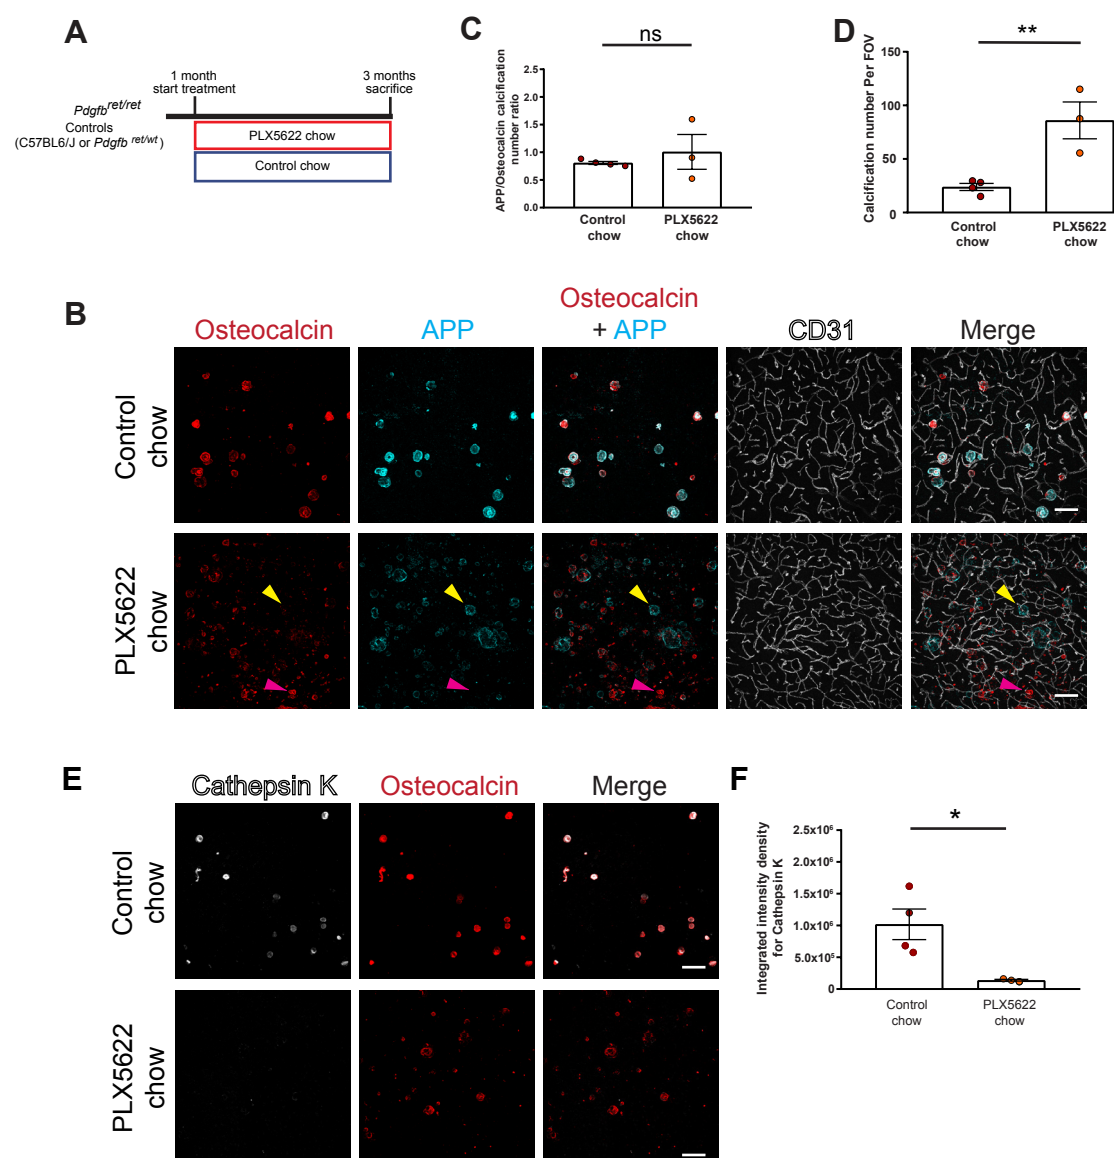 A
1 month
start treatment
3 months
sacrifice
Pdgfb ret/ret
Controls
(C57BL6/J or Pdgfb ret/wt)
PLX5622 chow
Control chow
C
ns
APP/Osteocalcin calcification
number ratio
2.5
2.0
1.5
1.0
0.5
0.0
Control
chow
PLX5622
chow
D
**
Calcification number Per FOV
150
100
50
0
Control
chow
PLX5622
chow
B
Osteocalcin
APP
Osteocalcin
+ APP
CD31
Merge
Control
chow
PLX5622
chow
E
Cathepsin K
Osteocalcin
Merge
Control
chow
PLX5622
chow
F
*
Integrated intensity density
for Cathepsin K
2.5x10⁶
2.0x10⁶
1.5x10⁶
1.0x10⁶
5.0x10⁵
0
Control
chow
PLX5622
chow